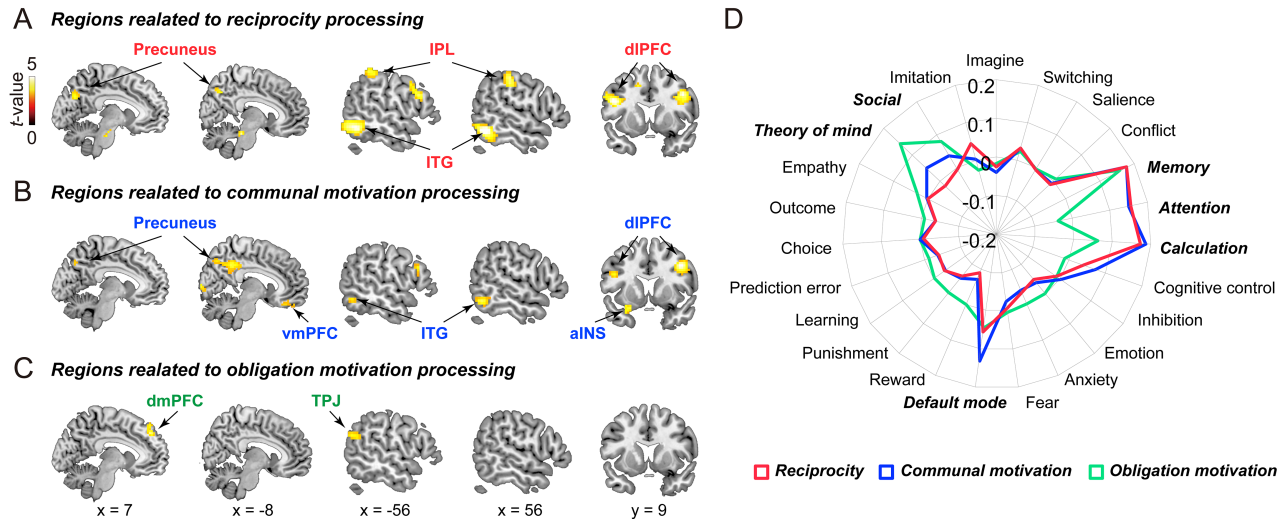 A Regions realated to reciprocity processing
Precuneus
IPL
dlPFC
5
t-value
0
ITG
B Regions realated to communal motivation processing
Precuneus
dlPFC
vmPFC
ITG
aINS
C Regions realated to obligation motivation processing
dmPFC
TPJ
x = 7
x = -8
x = -56
x = 56
y = 9
D
Imagine
Switching
Salience
Conflict
Memory
Attention
Calculation
Cognitive control
Inhibition
Emotion
Anxiety
Fear
Default mode
Reward
Punishment
Learning
Prediction error
Choice
Outcome
Empathy
Theory of mind
Social
Imitation
0.2
0.1
0
-0.1
-0.2
Reciprocity
Communal motivation
Obligation motivation